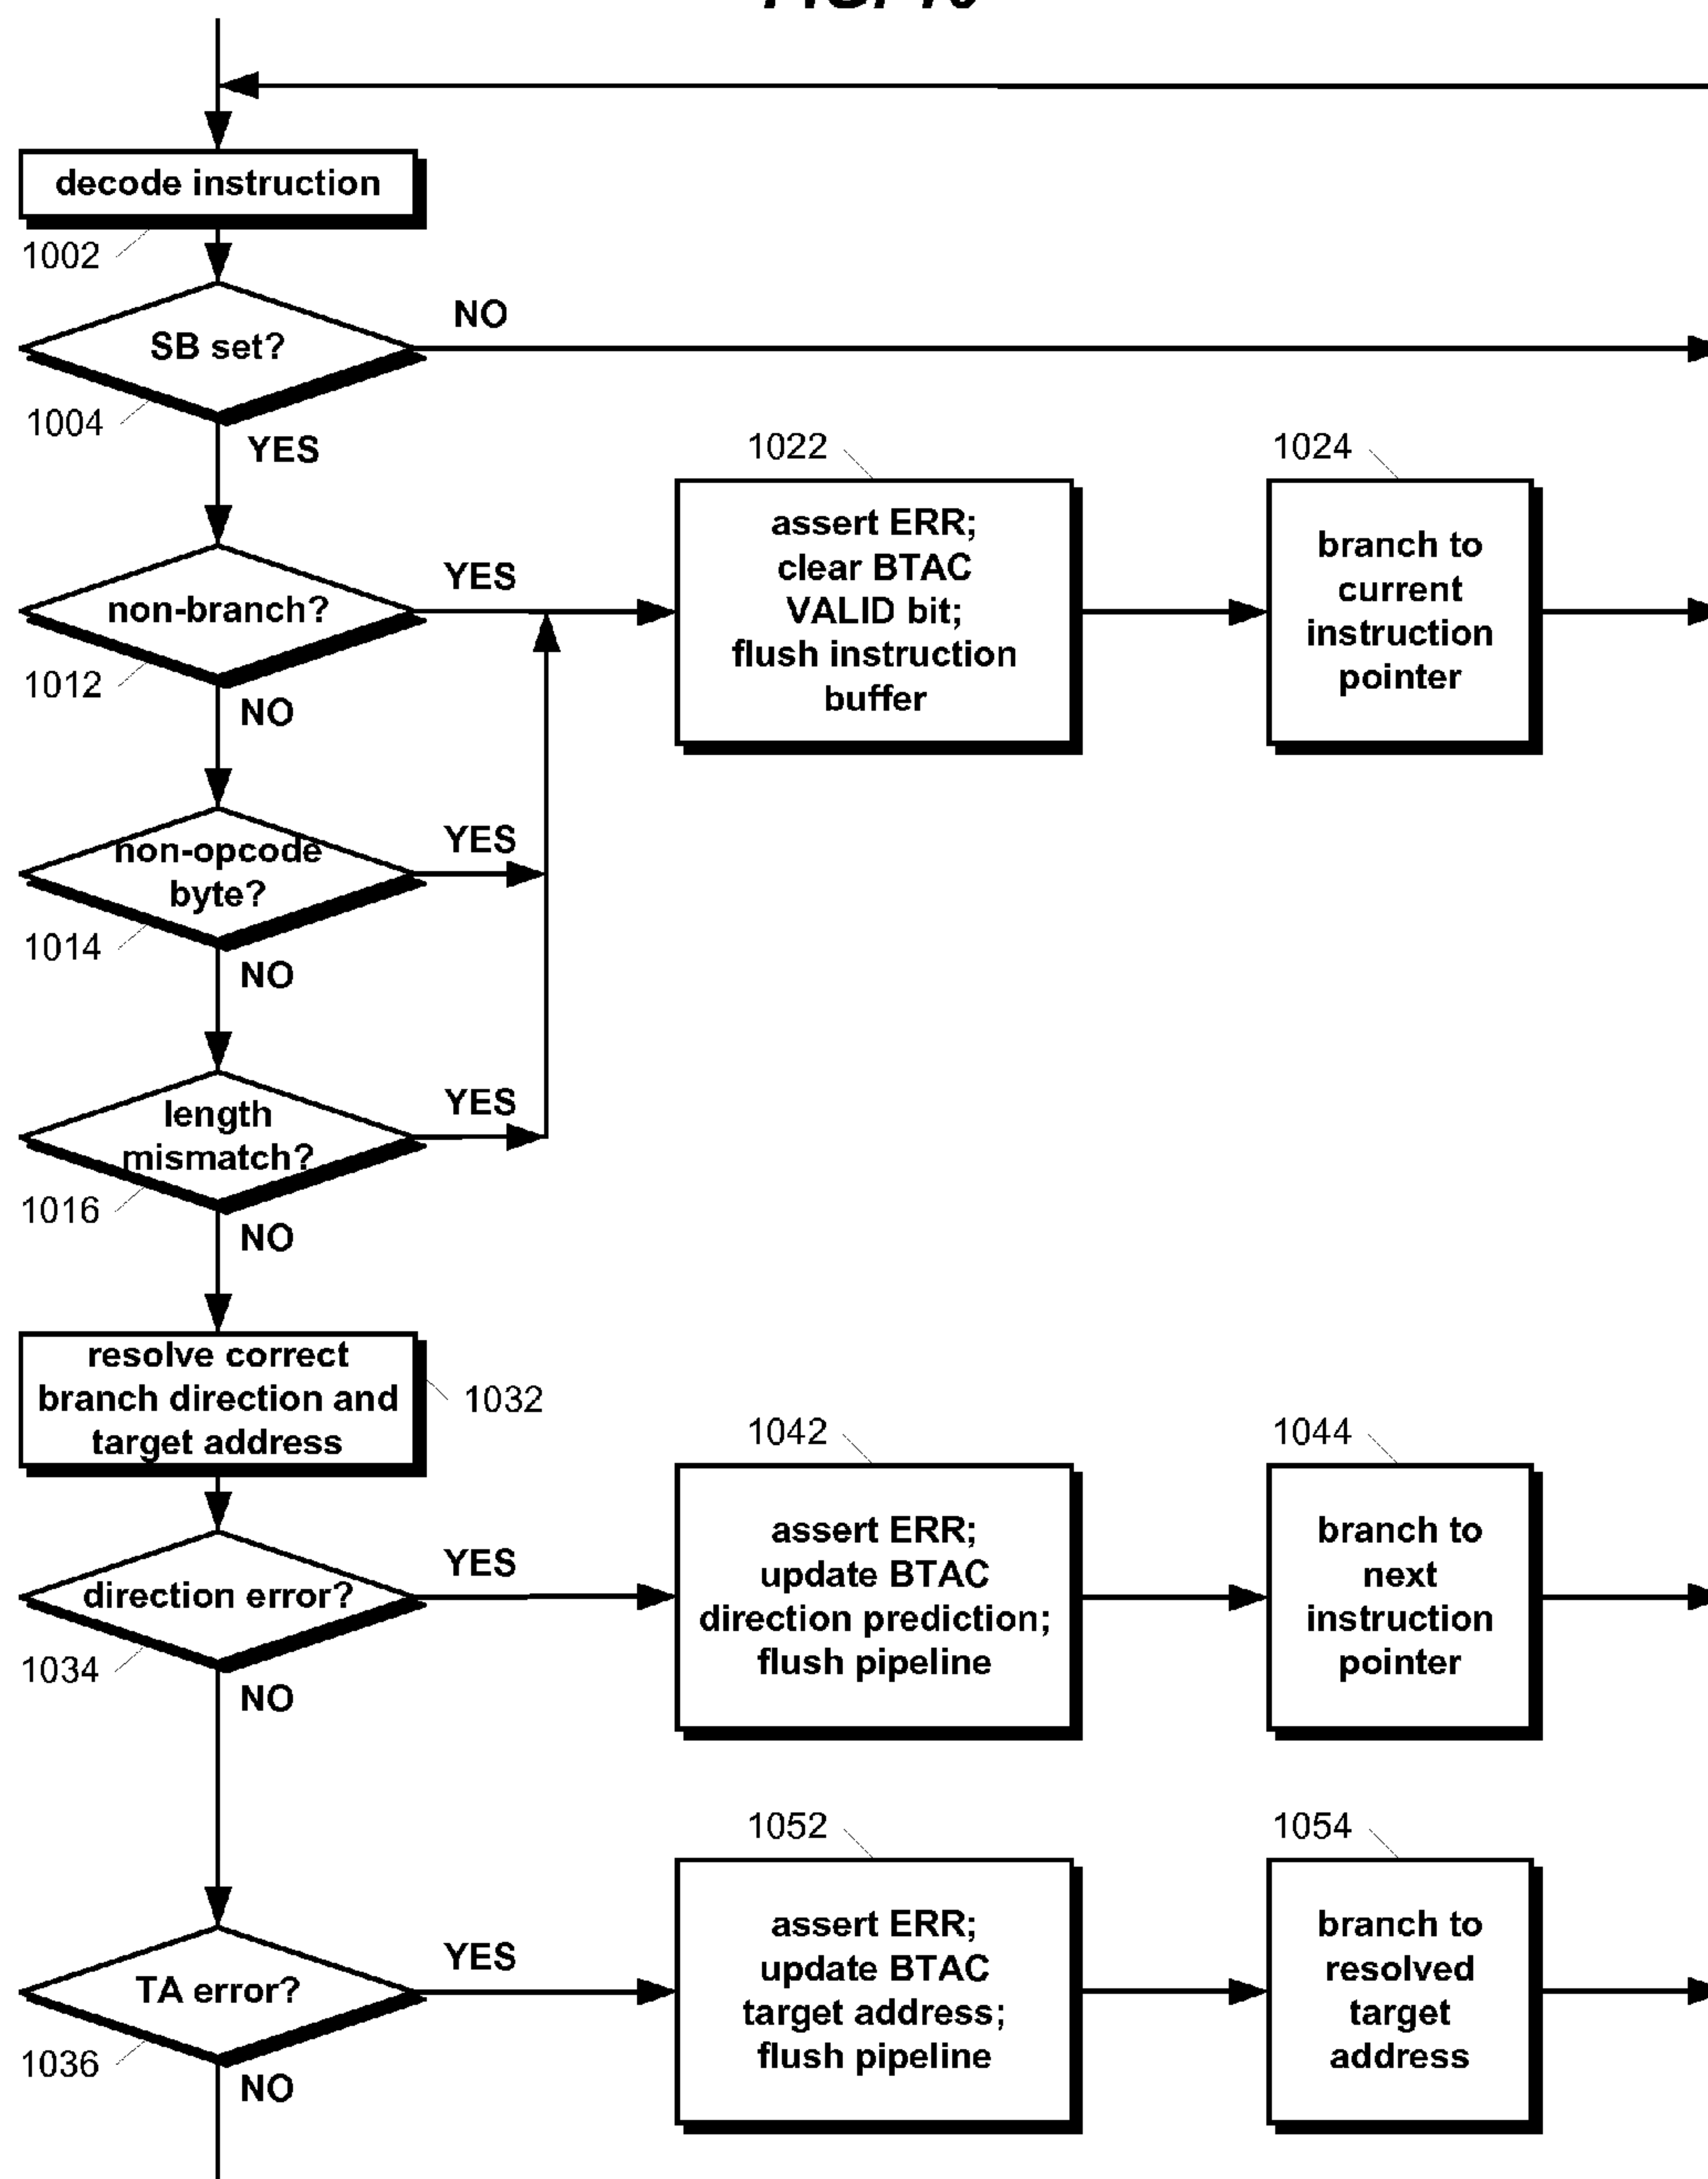 decode instruction
1002
SB set?
NO
1004
YES
1022
1024
assert ERR;
clear BTAC
VALID bit;
flush instruction
buffer
branch to
current
instruction
pointer
non-branch?
YES
1012
NO
non-opcode
byte?
YES
1014
NO
length
mismatch?
YES
1016
NO
resolve correct
branch direction and
target address
1032
1042
1044
direction error?
YES
1034
NO
assert ERR;
update BTAC
direction prediction;
flush pipeline
branch to
next
instruction
pointer
1052
1054
TA error?
YES
1036
NO
assert ERR;
update BTAC
target address;
flush pipeline
branch to
resolved
target
address